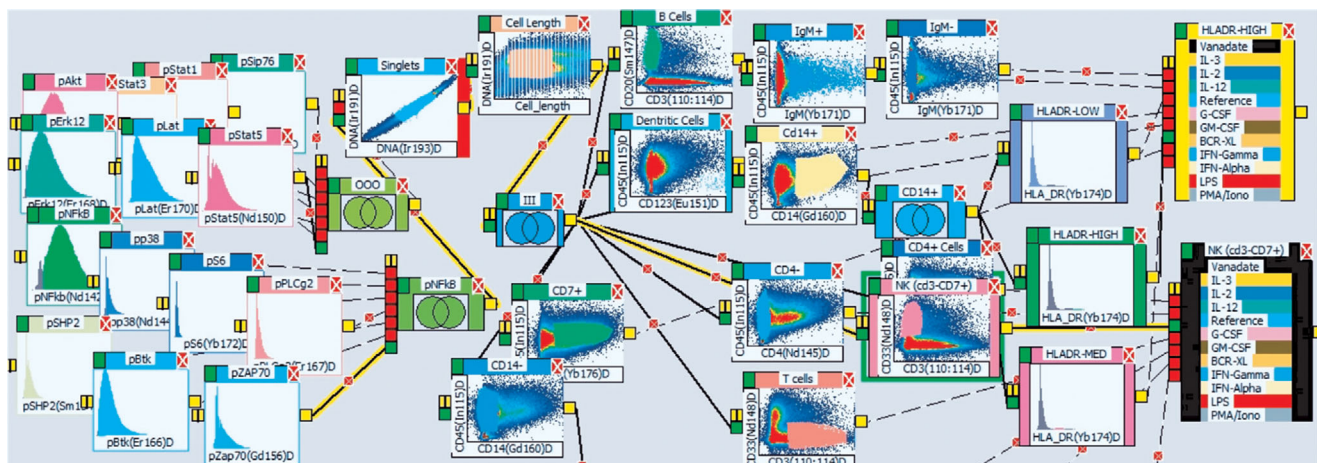 pAkt
Stat3
pStat1
pSlp76
pErk12
pErk12(Er168)D
pLat
pLat(Er170)D
pStat5
pStat5(Nd150)D
OOO
pNFkB
pNFkb(Nd142
pp38
pp38(Nd144
pS6
pS6(Yb172)D
pPLCg2
Er167)D
pNFkB
pSHP2
pSHP2(Sm1
pBtk
pBtk(Er166)D
pZAP70
pZap70(Gd156)D
Singlets
DNA(Ir191)D
DNA(Ir193)D
Cell Length
DNA(Ir191)D
Cell_length
III
B Cells
CD20(Sm147)D
CD3(110:114)D
IgM+
CD45(In115)D
IgM(Yb171)D
IgM-
CD45(In115)D
IgM(Yb171)D
Dentritic Cells
CD45(In115)D
CD123(Eu151)D
Cd14+
CD45(In115)D
CD14(Gd160)D
CD14+
HLADR-LOW
HLA_DR(Yb174)D
CD4+ Cells
CD7+
Yb176)D
CD4-
CD45(In115)D
CD4(Nd145)D
NK (cd3-CD7+)
CD33(Nd148)D
CD3(110:114)D
HLADR-HIGH
HLA_DR(Yb174)D
CD14-
CD45(In115)D
CD14(Gd160)D
T cells
CD33(Nd148)D
CD3(110:114)D
HLADR-MED
HLA_DR(Yb174)D
HLADR-HIGH
Vanadate
IL-3
IL-2
IL-12
Reference
G-CSF
GM-CSF
BCR-XL
IFN-Gamma
IFN-Alpha
LPS
PMA/Iono
NK (cd3-CD7+)
Vanadate
IL-3
IL-2
IL-12
Reference
G-CSF
GM-CSF
BCR-XL
IFN-Gamma
IFN-Alpha
LPS
PMA/Iono